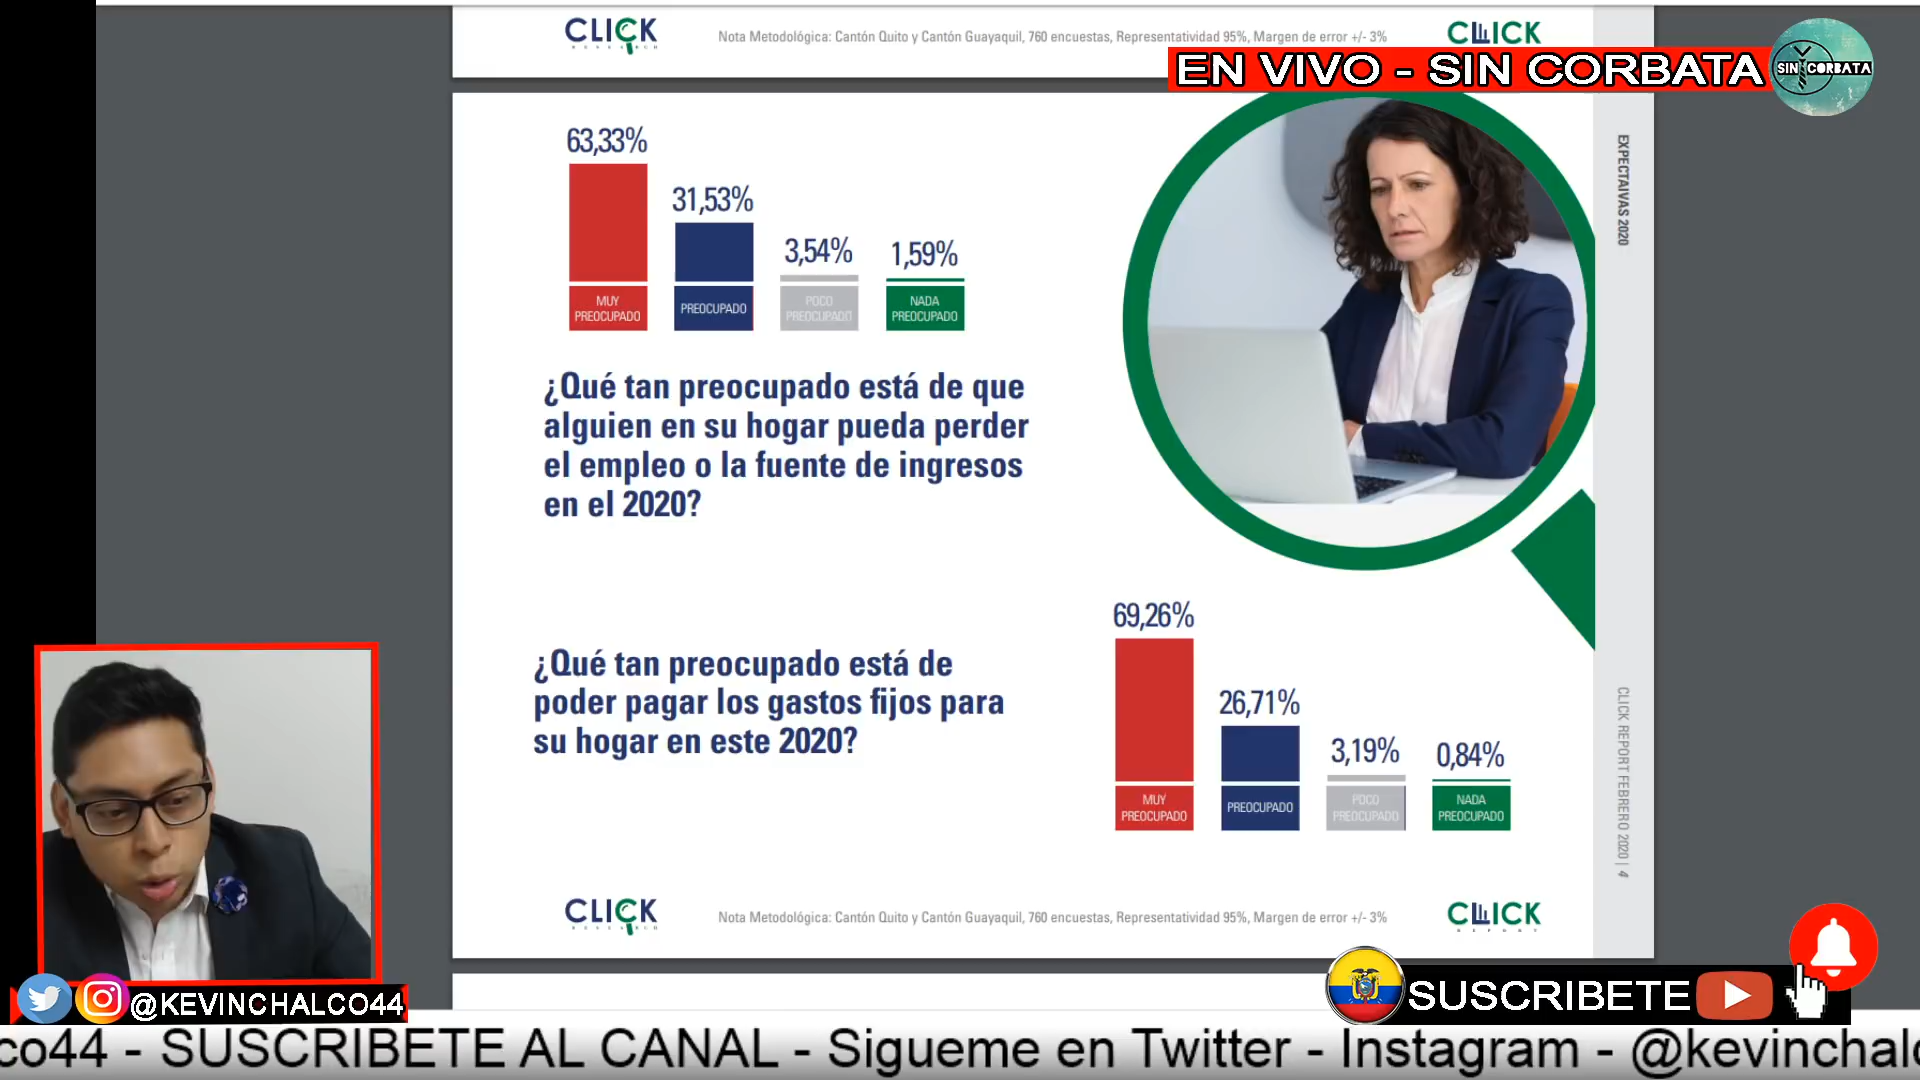 CLICK
RESEARCH
Nota Metodológica: Cantón Quito y Cantón Guayaquil, 760 encuestas, Representatividad 95%, Margen de error +/- 3%
CLICK
EN VIVO - SIN CORBATA
SIN CORBATA
63,33%
31,53%
3,54%
1,59%
MUY
PREOCUPADO
PREOCUPADO
POCO
PREOCUPADO
NADA
PREOCUPADO
EXPECTAIVAS 2020
¿Qué tan preocupado está de que
alguien en su hogar pueda perder
el empleo o la fuente de ingresos
en el 2020?
¿Qué tan preocupado está de
poder pagar los gastos fijos para
su hogar en este 2020?
69,26%
26,71%
3,19%
0,84%
MUY
PREOCUPADO
PREOCUPADO
POCO
PREOCUPADO
NADA
PREOCUPADO
CLICK REPORT FEBRERO 2020 | 4
CLICK
RESEARCH
Nota Metodológica: Cantón Quito y Cantón Guayaquil, 760 encuestas, Representatividad 95%, Margen de error +/- 3%
CLICK
REPORT
@KEVINCHALCO44
SUSCRIBETE
co44 - SUSCRIBETE AL CANAL - Sigueme en Twitter - Instagram - @kevinchalc